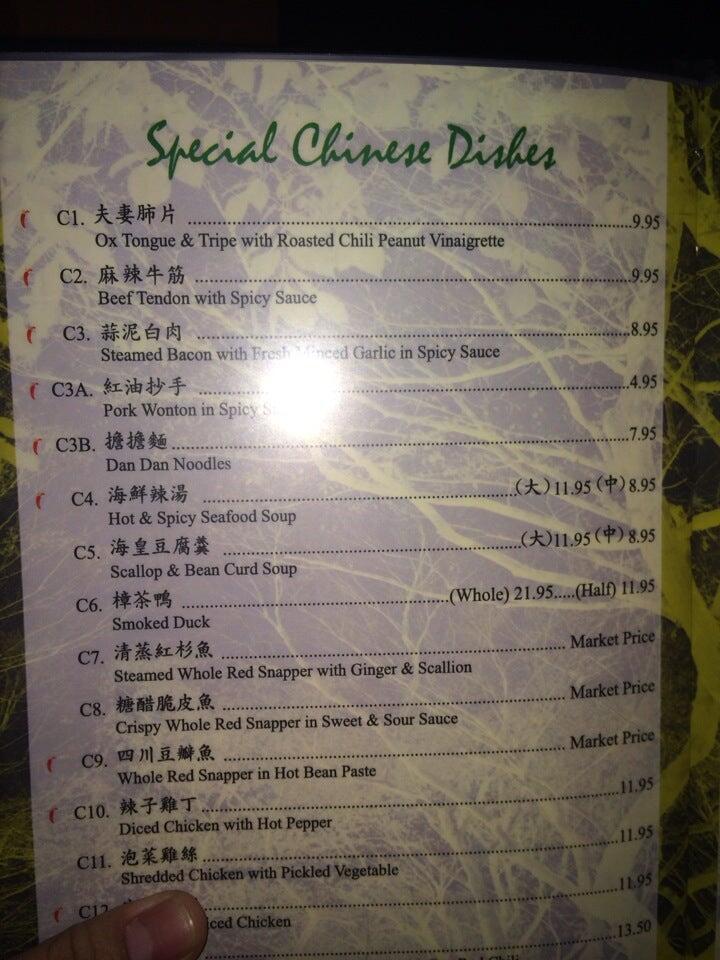 Special Chinese Dishes
C1. 夫妻肺片 ........ 9.95
Ox Tongue & Tripe with Roasted Chili Peanut Vinaigrette
C2. 麻辣牛筋 ........ 9.95
Beef Tendon with Spicy Sauce
C3. 蒜泥白肉 ........ 8.95
Steamed Bacon with Fresh Minced Garlic in Spicy Sauce
C3A. 紅油抄手 ........ 4.95
Pork Wonton in Spicy
C3B. 擔擔麵 ........ 7.95
Dan Dan Noodles
C4. 海鮮辣湯 ........ (大) 11.95 (中) 8.95
Hot & Spicy Seafood Soup
C5. 海皇豆腐羹 ........ (大) 11.95 (中) 8.95
Scallop & Bean Curd Soup
C6. 樟茶鴨 ........ (Whole) 21.95.....(Half) 11.95
Smoked Duck
C7. 清蒸紅杉魚 ........ Market Price
Steamed Whole Red Snapper with Ginger & Scallion
C8. 糖醋脆皮魚 ........ Market Price
Crispy Whole Red Snapper in Sweet & Sour Sauce
C9. 四川豆瓣魚 ........ Market Price
Whole Red Snapper in Hot Bean Paste
C10. 辣子雞丁 ........ 11.95
Diced Chicken with Hot Pepper
C11. 泡菜雞絲 ........ 11.95
Shredded Chicken with Pickled Vegetable
C12. ........ 11.95
Chicken
........ 13.50